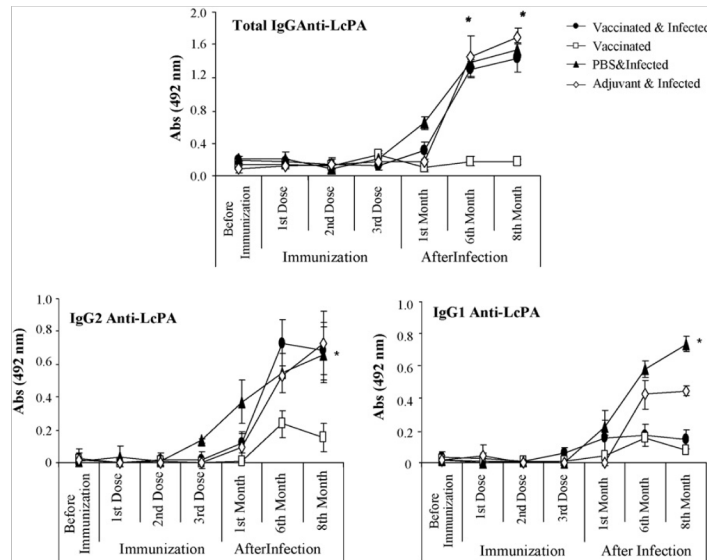 Total IgGAnti-LcPA
Abs (492 nm)
2.0
1.6
1.2
0.8
0.4
0.0
*
*
Vaccinated & Infected
Vaccinated
PBS&Infected
Adjuvant & Infected
Before
Immunization
1st Dose
2nd Dose
3rd Dose
1st Month
6th Month
8th Month
Immunization
AfterInfection
IgG2 Anti-LcPA
Abs (492 nm)
1.0
0.8
0.6
0.4
0.2
0
*
Before
Immunization
1st Dose
2nd Dose
3rd Dose
1st Month
6th Month
8th Month
Immunization
AfterInfection
IgG1 Anti-LcPA
Abs (492 nm)
1.0
0.8
0.6
0.4
0.2
0
*
Before
Immunization
1st Dose
2nd Dose
3rd Dose
1st Month
6th Month
8th Month
Immunization
After Infection